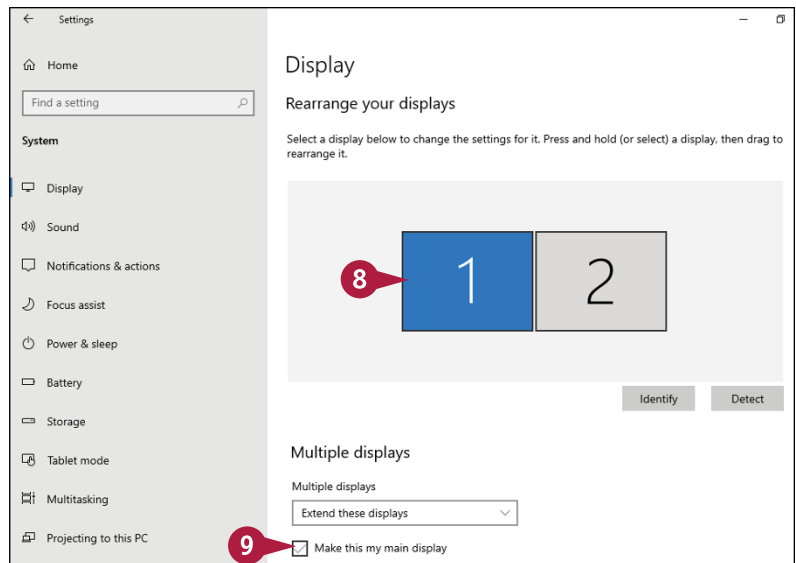 Settings
Home
Find a setting
System
Display
Sound
Notifications & actions
Focus assist
Power & sleep
Battery
Storage
Tablet mode
Multitasking
Projecting to this PC
Display
Rearrange your displays
Select a display below to change the settings for it. Press and hold (or select) a display, then drag to
rearrange it.
8
1
2
Identify
Detect
Multiple displays
Multiple displays
Extend these displays
9
Make this my main display